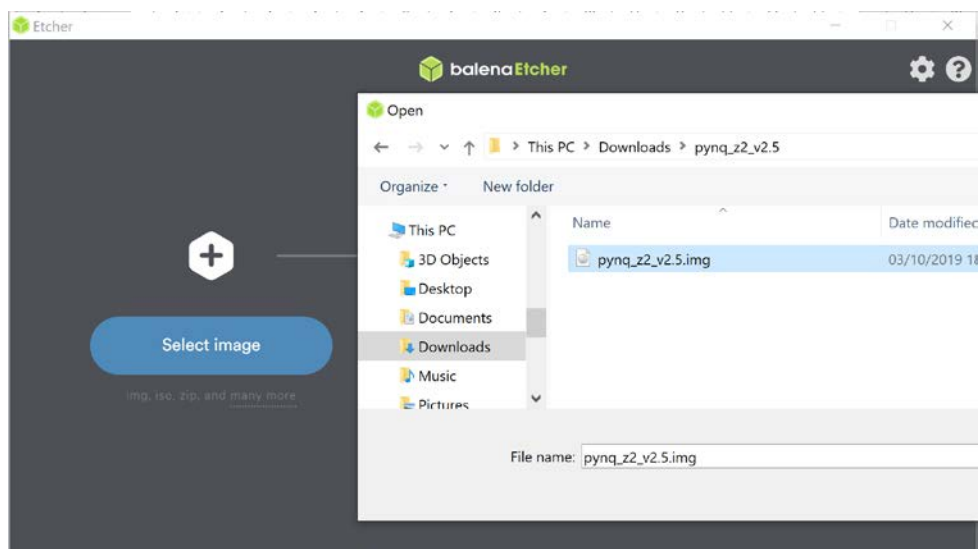 Etcher
balenaEtcher
Open
This PC > Downloads > pynq_z2_v2.5
Organize
New folder
This PC
3D Objects
Desktop
Documents
Downloads
Music
Pictures
Name
Date modified
pynq_z2_v2.5.img
03/10/2019 18
Select image
img, iso, zip, and many more
File name: pynq_z2_v2.5.img